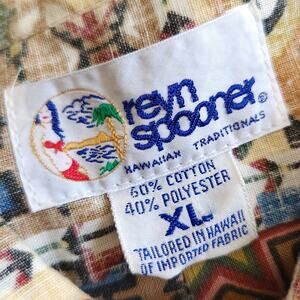 reyn
spooner®
HAWAIIAN TRADITIONALS
60% COTTON
40% POLYESTER
XL
TAILORED IN HAWAII
OF IMPORTED FABRIC